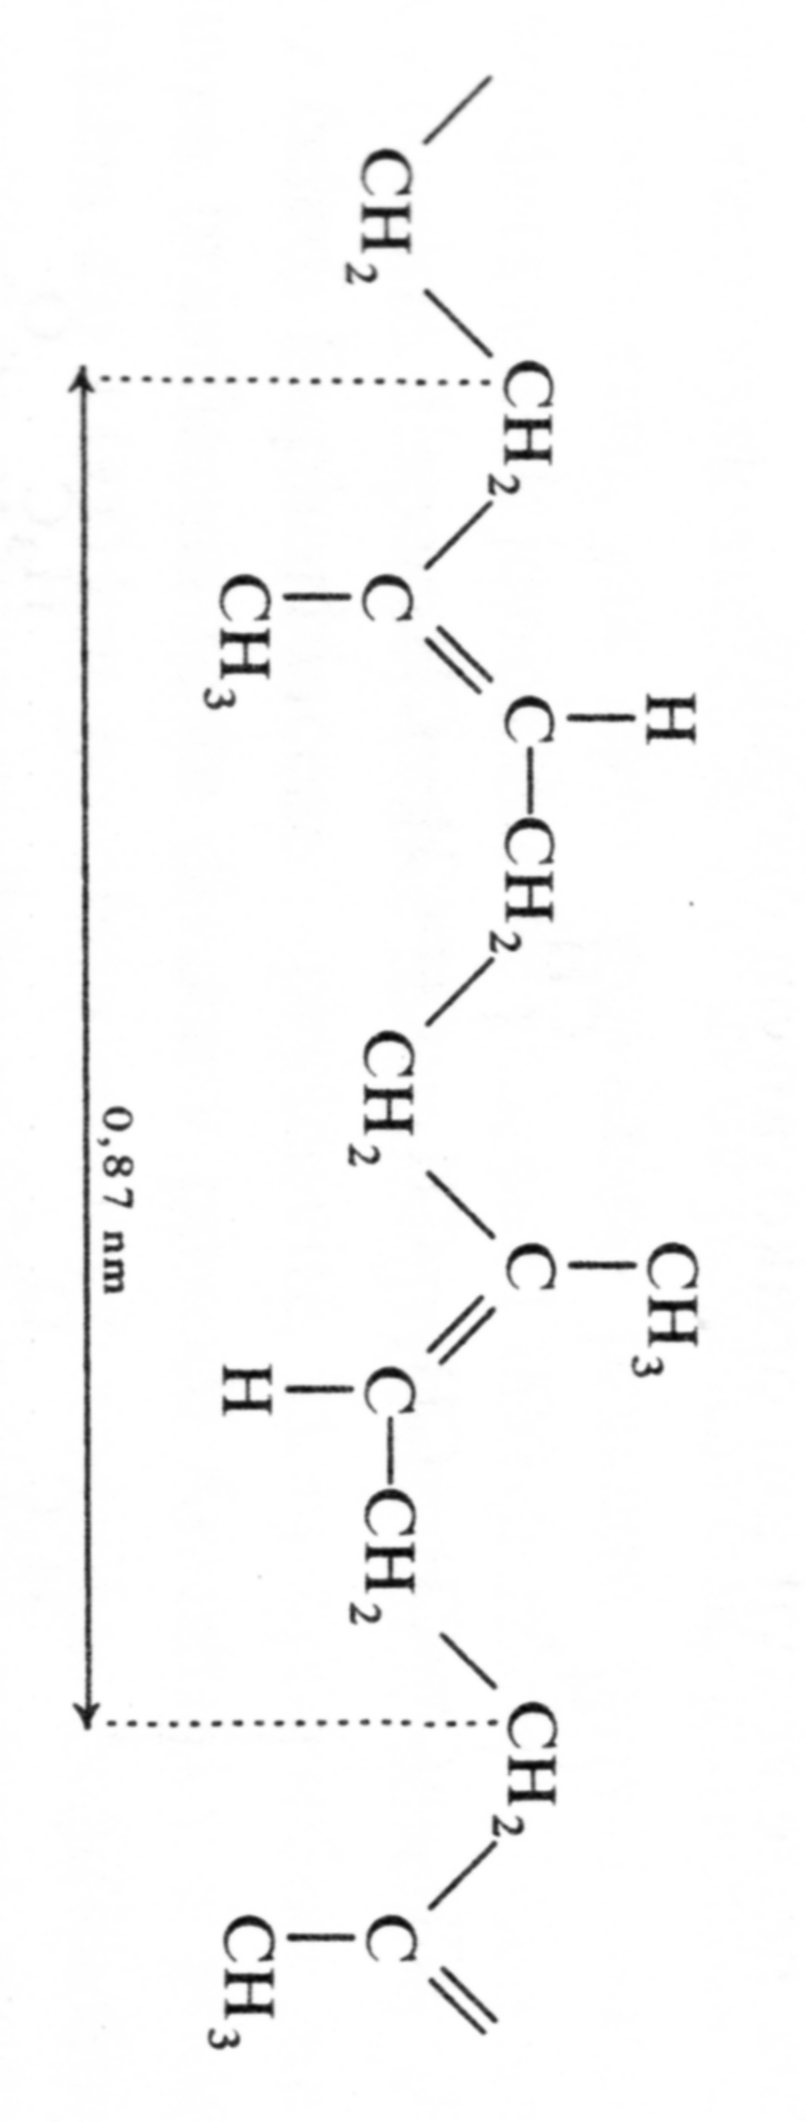 H CH₃
CH₂ C—CH₂ C CH₂
CH₂ C CH₂ C—CH₂ C
CH₃ H CH₃
0,87 nm